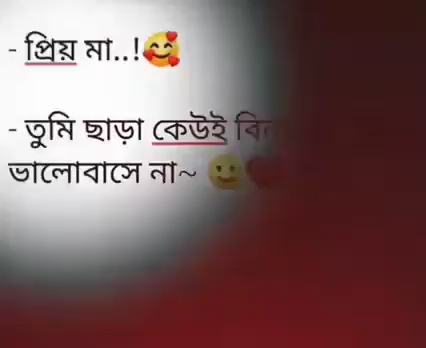 - প্রিয় মা..!🥰
- তুমি ছাড়া কেউই
ভালোবাসে না~ 🙂❤️